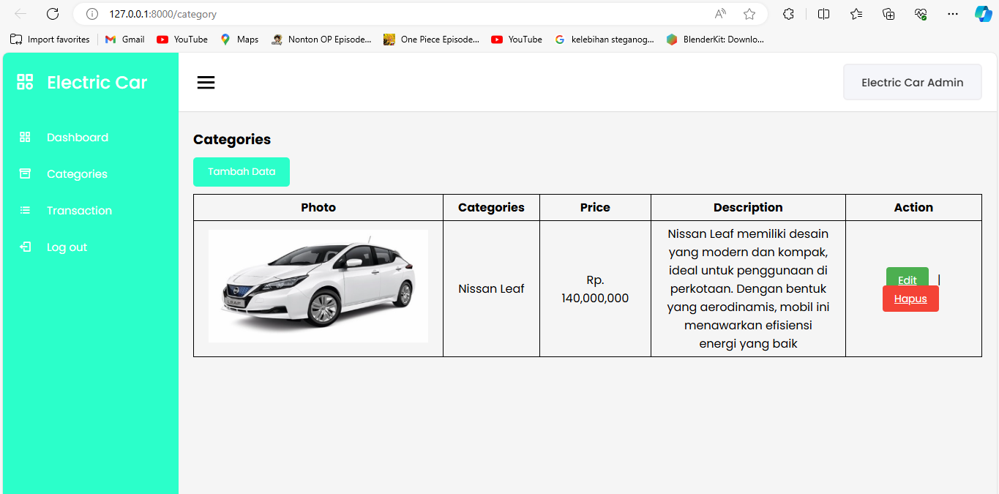 127.0.0.1:8000/category
Import favorites
Gmail
YouTube
Maps
Nonton OP Episode...
One Piece Episode...
YouTube
kelebihan steganog...
BlenderKit: Downlo...
Electric Car
Electric Car Admin
Dashboard
Categories
Transaction
Log out
Categories
Tambah Data
Photo
Categories
Price
Description
Action
LEAF
Nissan Leaf
Rp.
140,000,000
Nissan Leaf memiliki desain
yang modern dan kompak,
ideal untuk penggunaan di
perkotaan. Dengan bentuk
yang aerodinamis, mobil ini
menawarkan efisiensi
energi yang baik
Edit |
Hapus